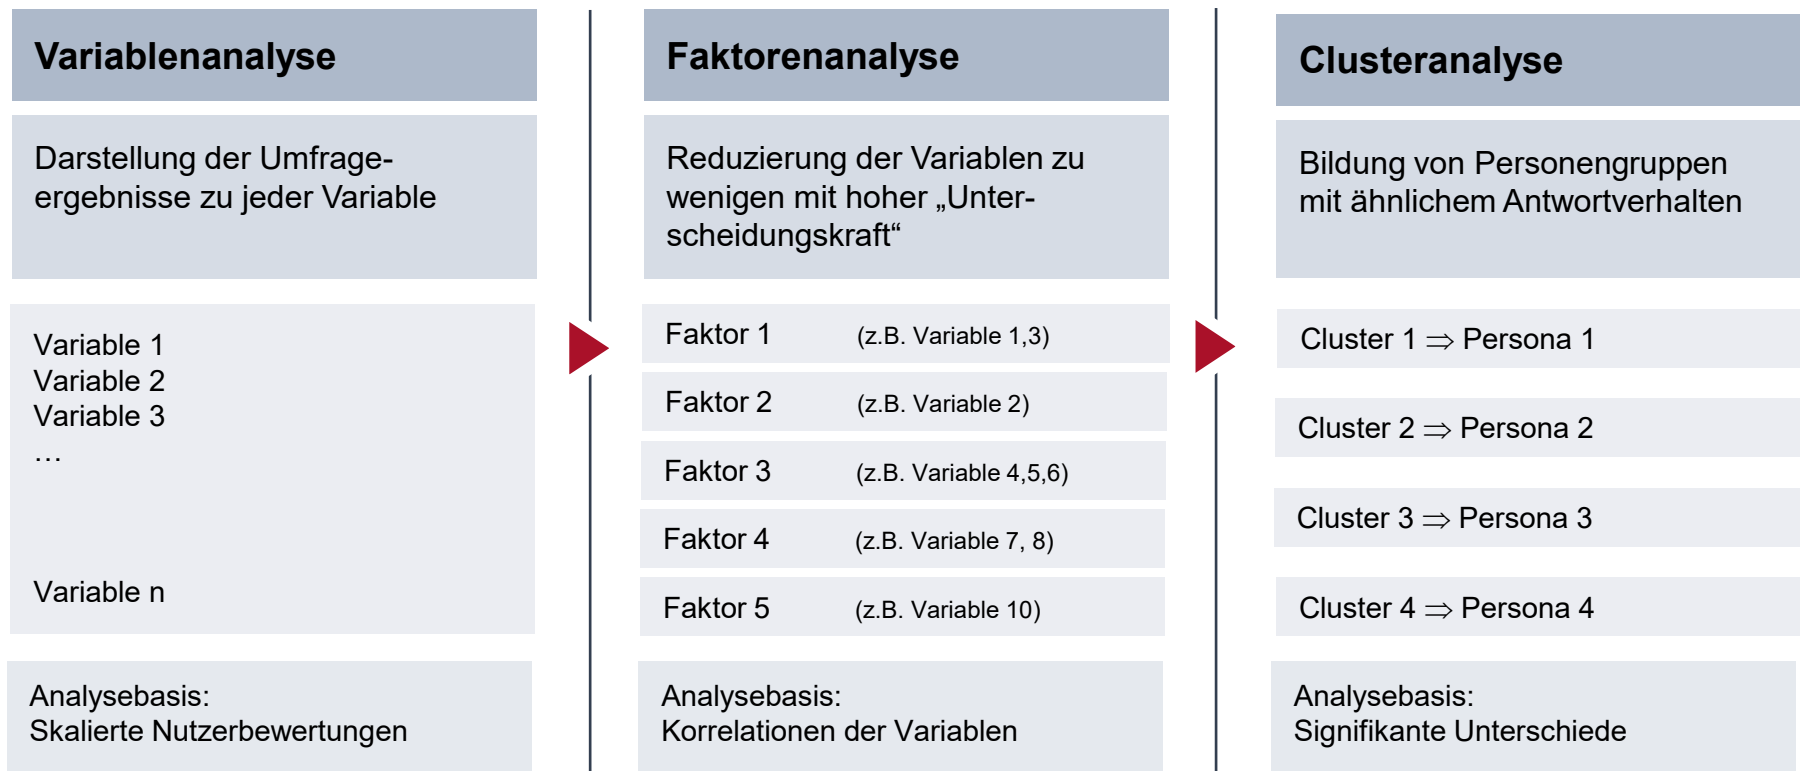 Variablenanalyse
Darstellung der Umfrage-
ergebnisse zu jeder Variable
Variable 1
Variable 2
Variable 3
…
Variable n
Analysebasis:
Skalierte Nutzerbewertungen
Faktorenanalyse
Reduzierung der Variablen zu
wenigen mit hoher „Unter-
scheidungskraft“
Faktor 1 (z.B. Variable 1,3)
Faktor 2 (z.B. Variable 2)
Faktor 3 (z.B. Variable 4,5,6)
Faktor 4 (z.B. Variable 7, 8)
Faktor 5 (z.B. Variable 10)
Analysebasis:
Korrelationen der Variablen
Clusteranalyse
Bildung von Personengruppen
mit ähnlichem Antwortverhalten
Cluster 1 ⇒ Persona 1
Cluster 2 ⇒ Persona 2
Cluster 3 ⇒ Persona 3
Cluster 4 ⇒ Persona 4
Analysebasis:
Signifikante Unterschiede